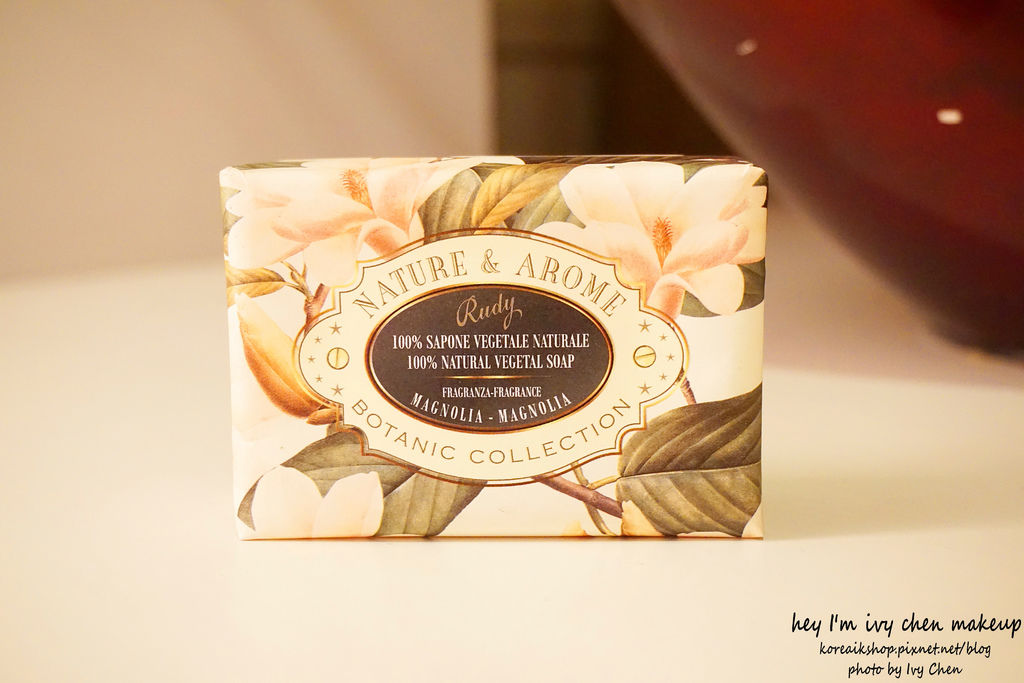 NATURE & AROME
Rudy
100% SAPONE VEGETALE NATURALE
100% NATURAL VEGETAL SOAP
FRAGRANZA-FRAGRANCE
MAGNOLIA - MAGNOLIA
BOTANIC COLLECTION
hey I'm ivy chen makeup
koreaikshop.pixnet.net/blog
photo by Ivy Chen